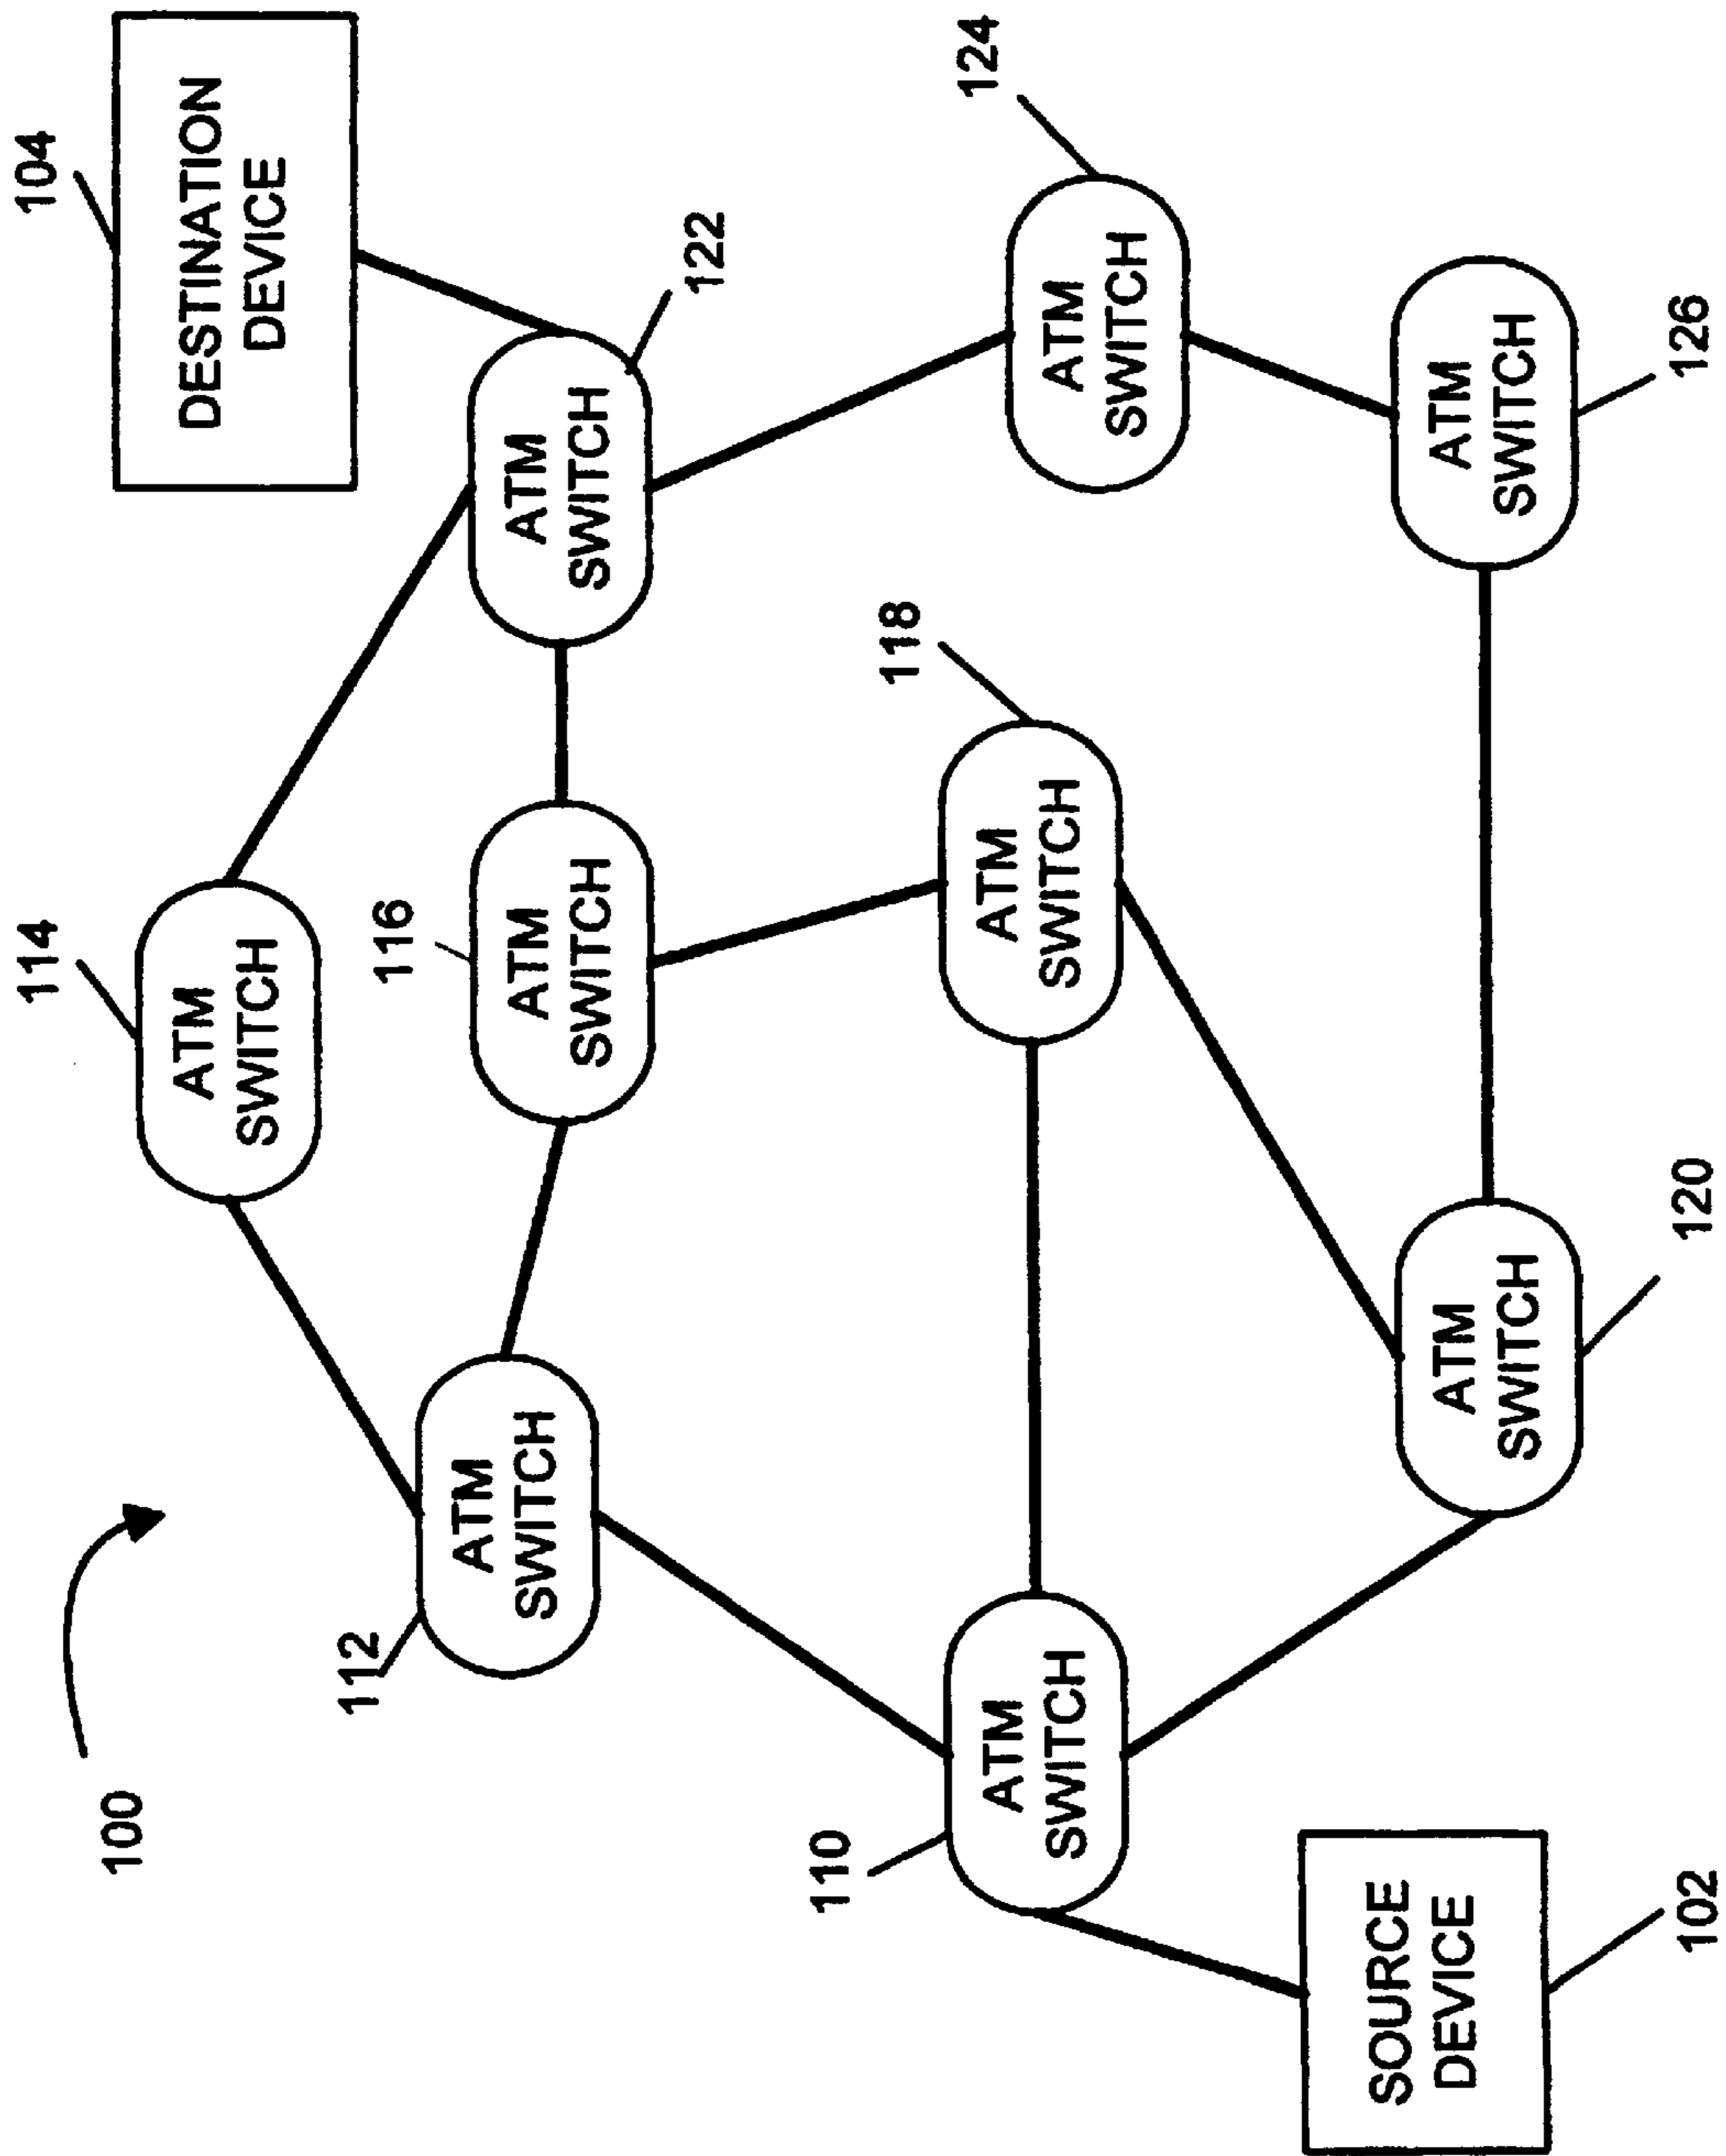 100
104
DESTINATION
DEVICE
114
ATM
SWITCH
112
ATM
SWITCH
116
ATM
SWITCH
ATM
SWITCH
122
110
ATM
SWITCH
118
ATM
SWITCH
124
ATM
SWITCH
SOURCE
DEVICE
102
ATM
SWITCH
120
ATM
SWITCH
126